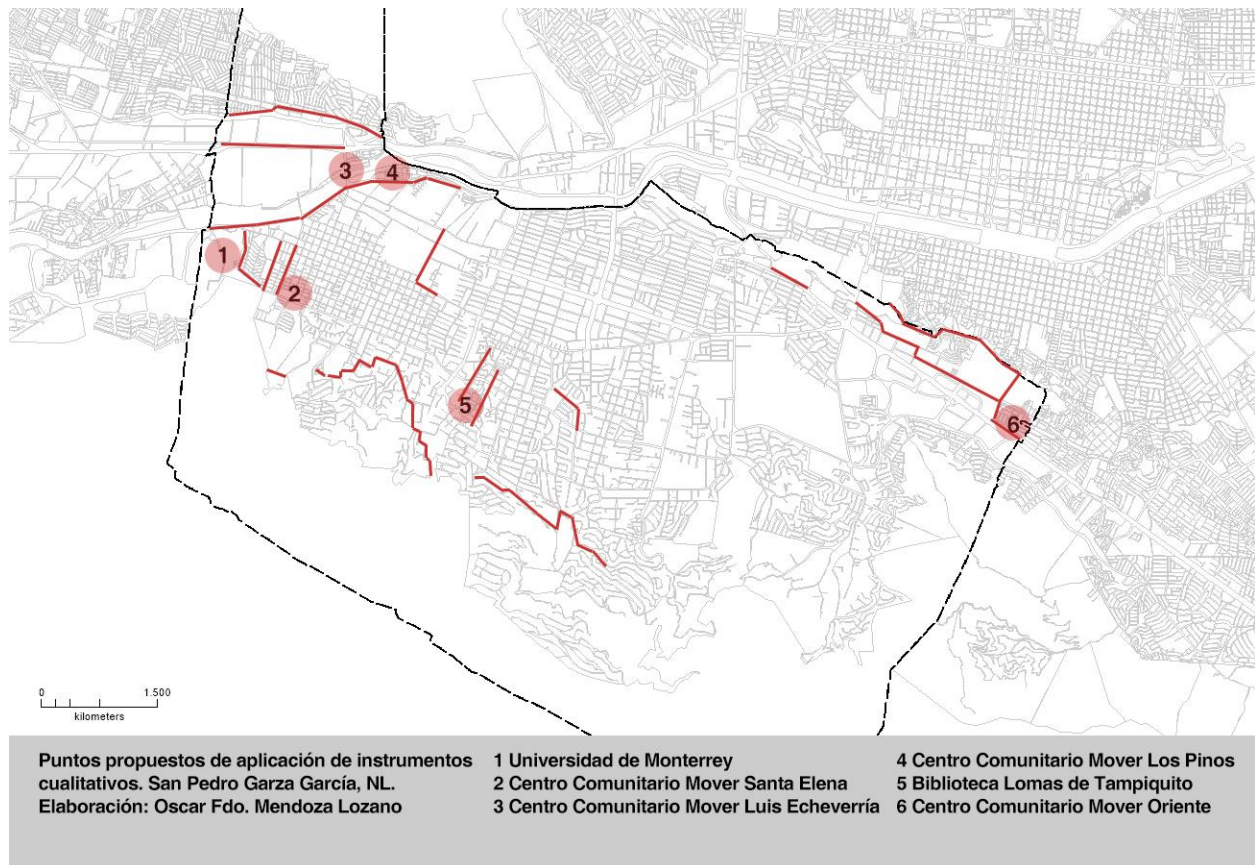 3
4
1
2
5
6
0 1.500
kilometers
Puntos propuestos de aplicación de instrumentos
cualitativos. San Pedro Garza García, NL.
Elaboración: Oscar Fdo. Mendoza Lozano
1 Universidad de Monterrey
2 Centro Comunitario Mover Santa Elena
3 Centro Comunitario Mover Luis Echeverría
4 Centro Comunitario Mover Los Pinos
5 Biblioteca Lomas de Tampiquito
6 Centro Comunitario Mover Oriente